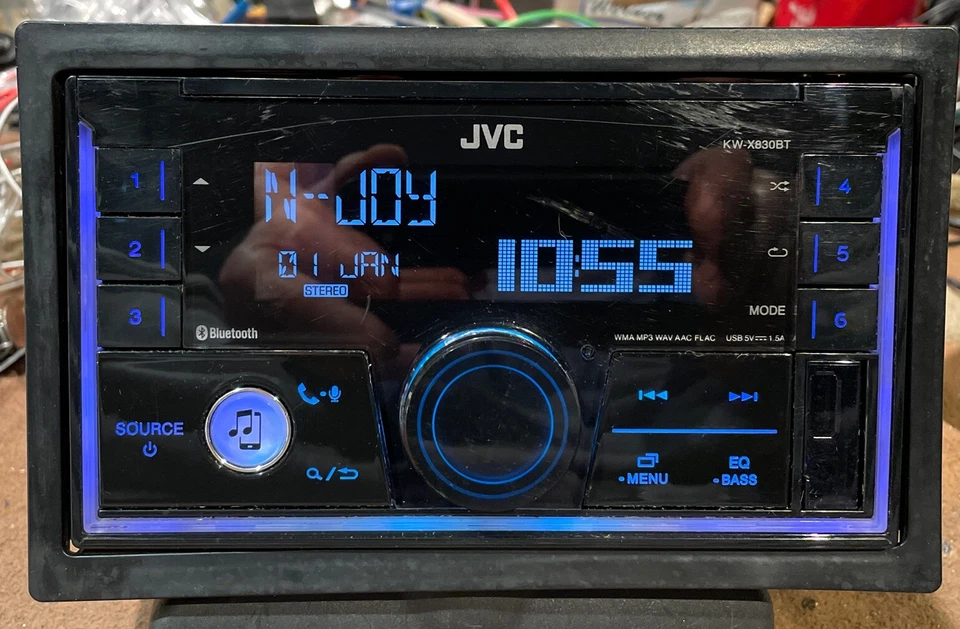 JVC
KW-X830BT
1
N-JOY
4
2
01 JAN
10:55
5
STEREO
3
MODE
6
Bluetooth
WMA MP3 WAV AAC FLAC USB 5V⎓1.5A
SOURCE
MENU
EQ
BASS